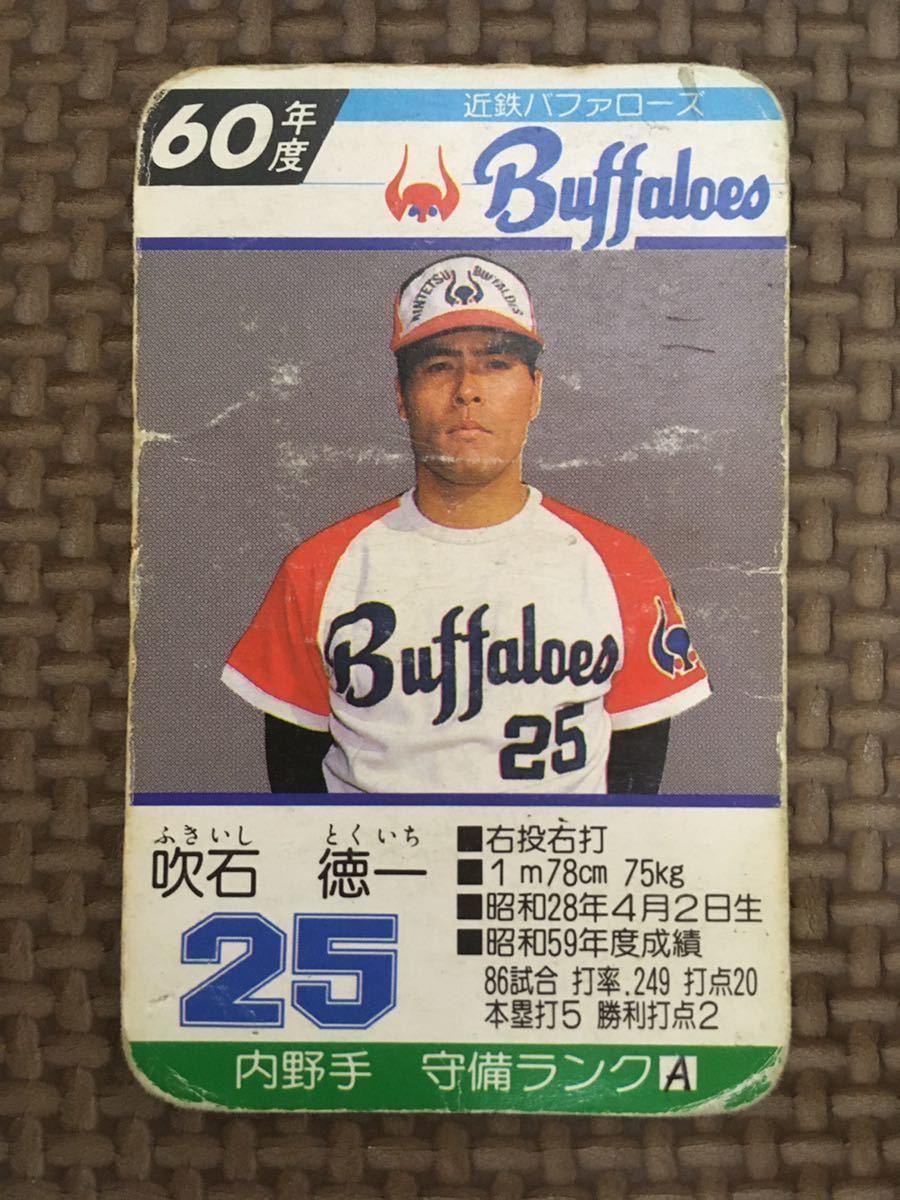 60年度
近鉄バファローズ
Buffaloes
KINTETSU BUFFALOES
Buffaloes
25
ふきいし とくいち
吹石 徳一
25
■右投右打
■1m78cm 75kg
■昭和28年4月2日生
■昭和59年度成績
86試合 打率.249 打点20
本塁打5 勝利打点2
内野手 守備ランクA